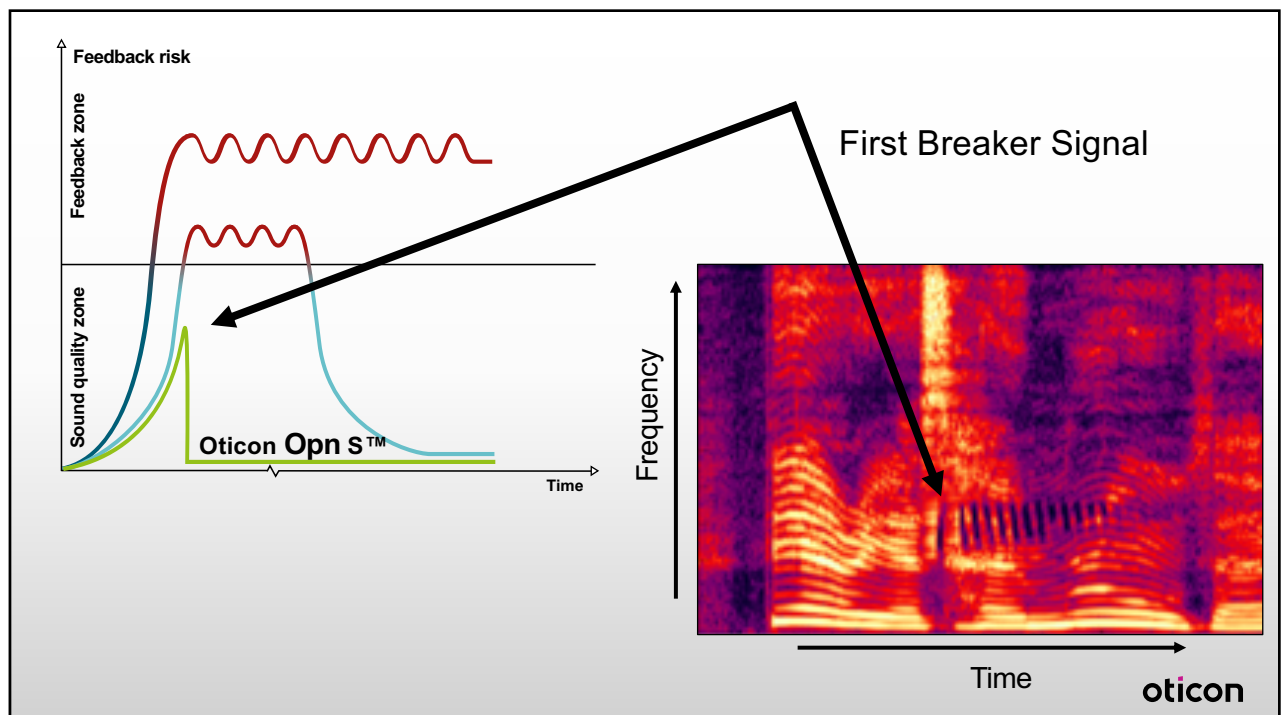 Feedback risk
Feedback zone
Sound quality zone
Oticon Opn S™
Time
First Breaker Signal
Frequency
Time
oticon